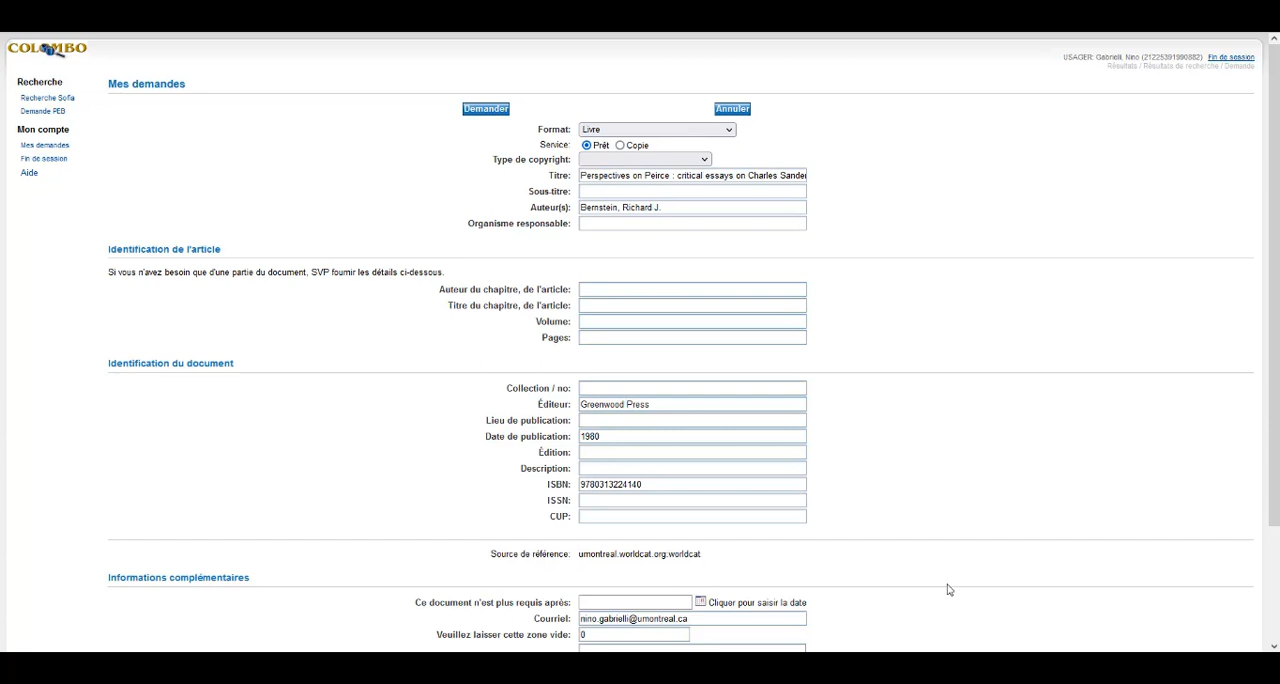 COLOMBO
USAGER: Gabrielli, Nino (21225391990882) Fin de session
Résultats / Résultats de recherche / Demande
Recherche
Recherche Sofia
Demande PEB
Mon compte
Mes demandes
Fin de session
Aide
Mes demandes
Demander Annuler
Format: Livre
Service: Prêt Copie
Type de copyright:
Titre: Perspectives on Peirce : critical essays on Charles Sander
Sous-titre:
Auteur(s): Bernstein, Richard J.
Organisme responsable:
Identification de l'article
Si vous n'avez besoin que d'une partie du document, SVP fournir les détails ci-dessous.
Auteur du chapitre, de l'article:
Titre du chapitre, de l'article:
Volume:
Pages:
Identification du document
Collection / no:
Éditeur: Greenwood Press
Lieu de publication:
Date de publication: 1980
Édition:
Description:
ISBN: 9780313224140
ISSN:
CUP:
Source de référence: umontreal.worldcat.org:worldcat
Informations complémentaires
Ce document n'est plus requis après: Cliquer pour saisir la date
Courriel: nino.gabrielli@umontreal.ca
Veuillez laisser cette zone vide: 0